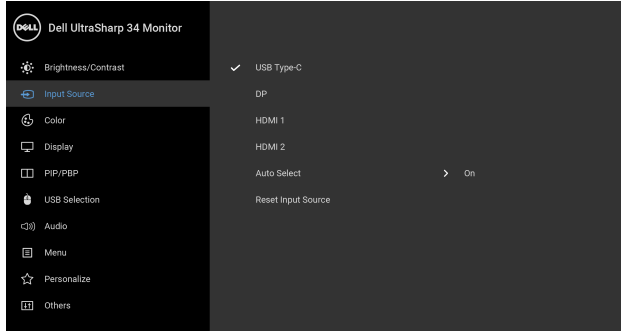 DELL Dell UltraSharp 34 Monitor
Brightness/Contrast
Input Source
Color
Display
PIP/PBP
USB Selection
Audio
Menu
Personalize
Others
USB Type-C
DP
HDMI 1
HDMI 2
Auto Select On
Reset Input Source